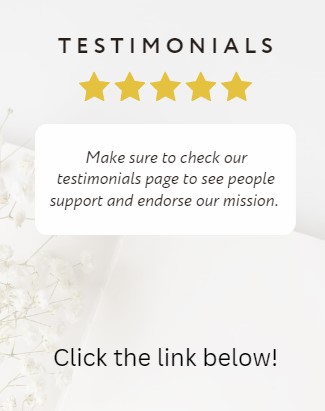 TESTIMONIALS
Make sure to check our
testimonials page to see people
support and endorse our mission.
Click the link below!